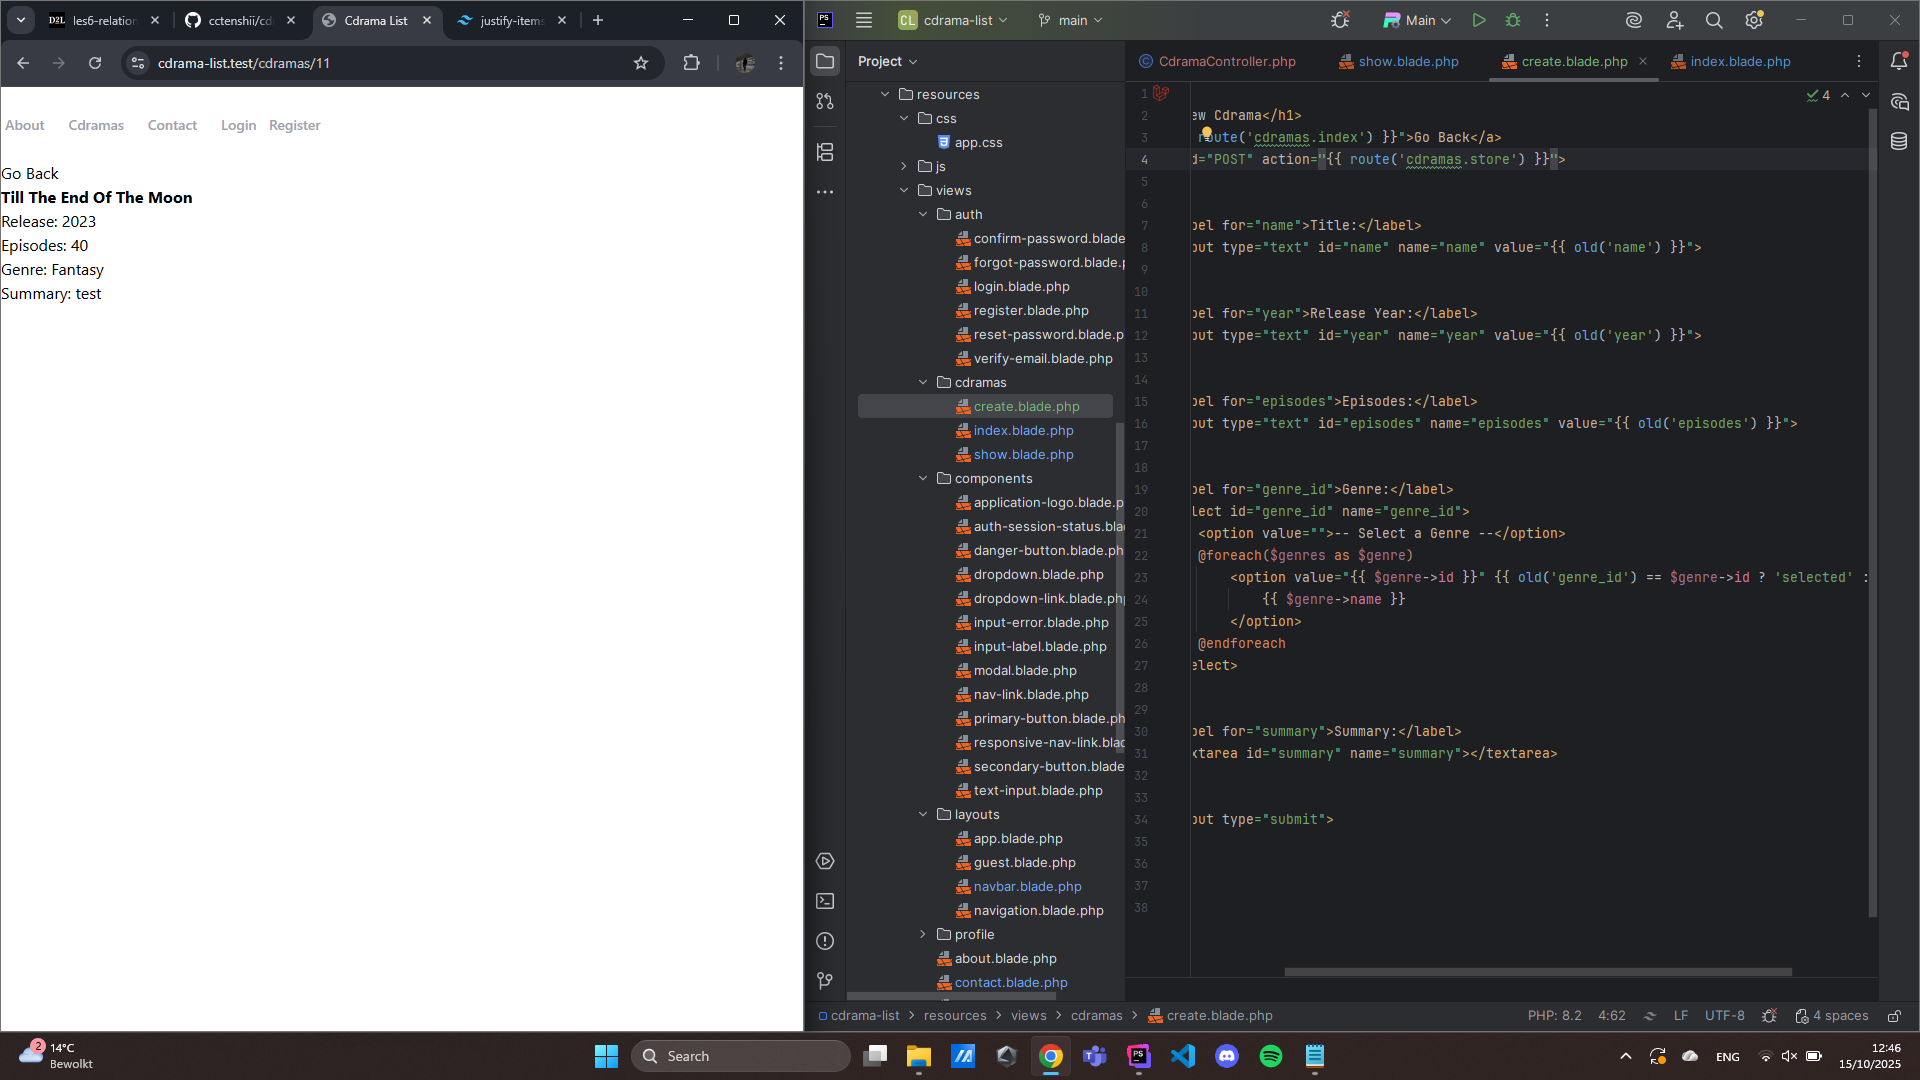 les6-relation
cctenshii/cd
Cdrama List
justify-items
cdrama-list.test/cdramas/11
About
Cdramas
Contact
Login
Register
Go Back
Till The End Of The Moon
Release: 2023
Episodes: 40
Genre: Fantasy
Summary: test
PS
CL
cdrama-list
main
Main
Project
CdramaController.php
show.blade.php
create.blade.php
index.blade.php
resources
css
app.css
js
views
auth
confirm-password.blade
forgot-password.blade.p
login.blade.php
register.blade.php
reset-password.blade.p
verify-email.blade.php
cdramas
create.blade.php
index.blade.php
show.blade.php
components
application-logo.blade.p
auth-session-status.blad
danger-button.blade.ph
dropdown.blade.php
dropdown-link.blade.php
input-error.blade.php
input-label.blade.php
modal.blade.php
nav-link.blade.php
primary-button.blade.ph
responsive-nav-link.blad
secondary-button.blade
text-input.blade.php
layouts
app.blade.php
guest.blade.php
navbar.blade.php
navigation.blade.php
profile
about.blade.php
contact.blade.php
4
1
2 ew Cdrama</h1>
3 route('cdramas.index') }}">Go Back</a>
4 d="POST" action="{{ route('cdramas.store') }}">
5
6
7 bel for="name">Title:</label>
8 put type="text" id="name" name="name" value="{{ old('name') }}">
9
10
11 bel for="year">Release Year:</label>
12 put type="text" id="year" name="year" value="{{ old('year') }}">
13
14
15 bel for="episodes">Episodes:</label>
16 put type="text" id="episodes" name="episodes" value="{{ old('episodes') }}">
17
18
19 bel for="genre_id">Genre:</label>
20 lect id="genre_id" name="genre_id">
21 <option value="">-- Select a Genre --</option>
22 @foreach($genres as $genre)
23 <option value="{{ $genre->id }}" {{ old('genre_id') == $genre->id ? 'selected' :
24 {{ $genre->name }}
25 </option>
26 @endforeach
27 elect>
28
29
30 bel for="summary">Summary:</label>
31 xtarea id="summary" name="summary"></textarea>
32
33
34 put type="submit">
35
36
37
38
cdrama-list > resources > views > cdramas > create.blade.php
PHP: 8.2
4:62
LF
UTF-8
4 spaces
2
14°C
Bewolkt
Search
ENG
12:46
15/10/2025